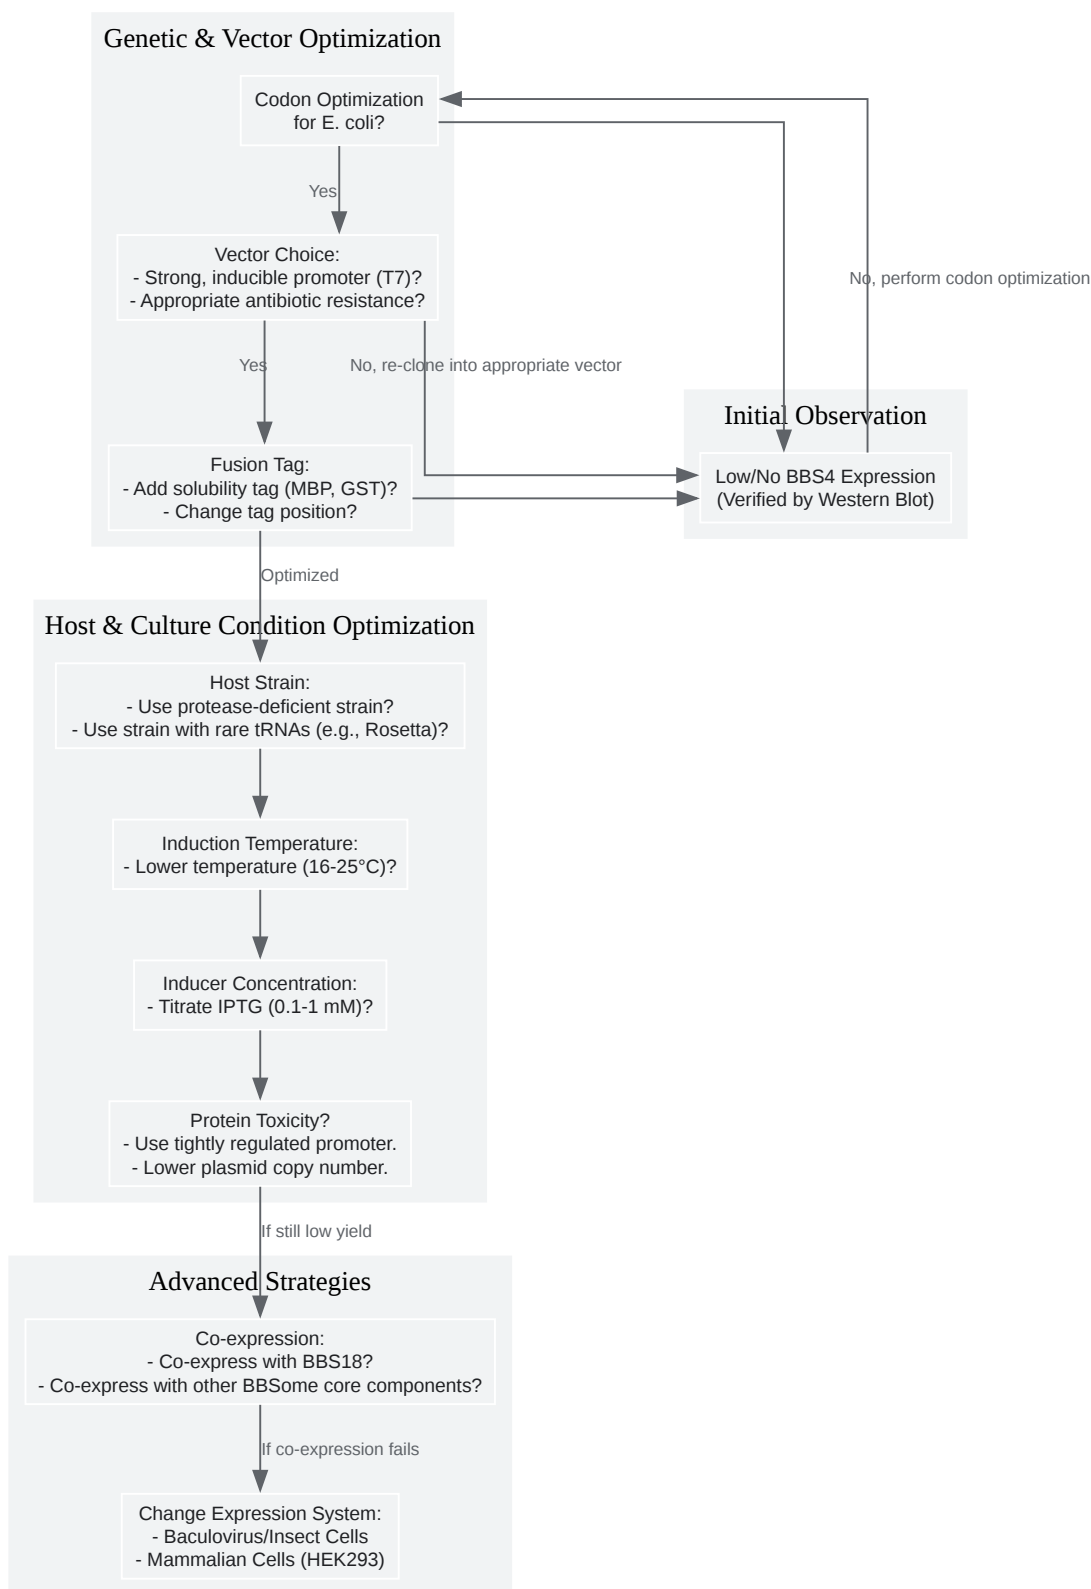 Genetic & Vector Optimization
Codon Optimization
for E. coli?
Yes
Vector Choice:
- Strong, inducible promoter (T7)?
- Appropriate antibiotic resistance?
No, perform codon optimization
Yes
No, re-clone into appropriate vector
Initial Observation
Low/No BBS4 Expression
(Verified by Western Blot)
Fusion Tag:
- Add solubility tag (MBP, GST)?
- Change tag position?
Optimized
Host & Culture Condition Optimization
Host Strain:
- Use protease-deficient strain?
- Use strain with rare tRNAs (e.g., Rosetta)?
Induction Temperature:
- Lower temperature (16-25°C)?
Inducer Concentration:
- Titrate IPTG (0.1-1 mM)?
Protein Toxicity?
- Use tightly regulated promoter.
- Lower plasmid copy number.
If still low yield
Advanced Strategies
Co-expression:
- Co-express with BBS18?
- Co-express with other BBSome core components?
If co-expression fails
Change Expression System:
- Baculovirus/Insect Cells
- Mammalian Cells (HEK293)